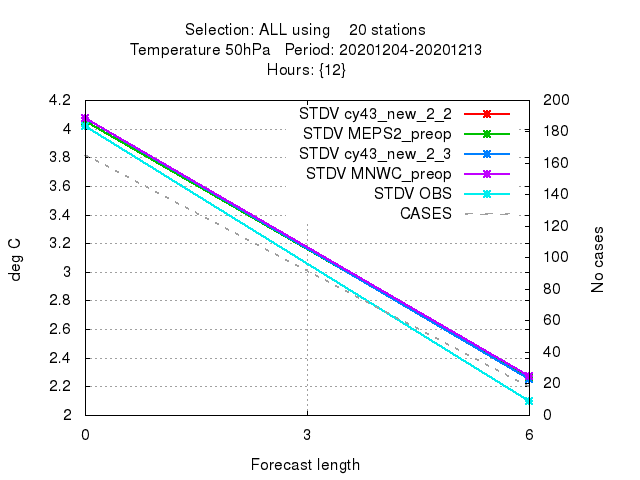 Selection: ALL using    20 stations
Temperature 50hPa   Period: 20201204-20201213
Hours: {12}
4.2
4
3.8
3.6
3.4
3.2
3
2.8
2.6
2.4
2.2
2
deg C
STDV cy43_new_2_2
STDV MEPS2_preop
STDV cy43_new_2_3
STDV MNWC_preop
STDV OBS
CASES
200
180
160
140
120
100
80
60
40
20
0
No cases
0 3 6
Forecast length